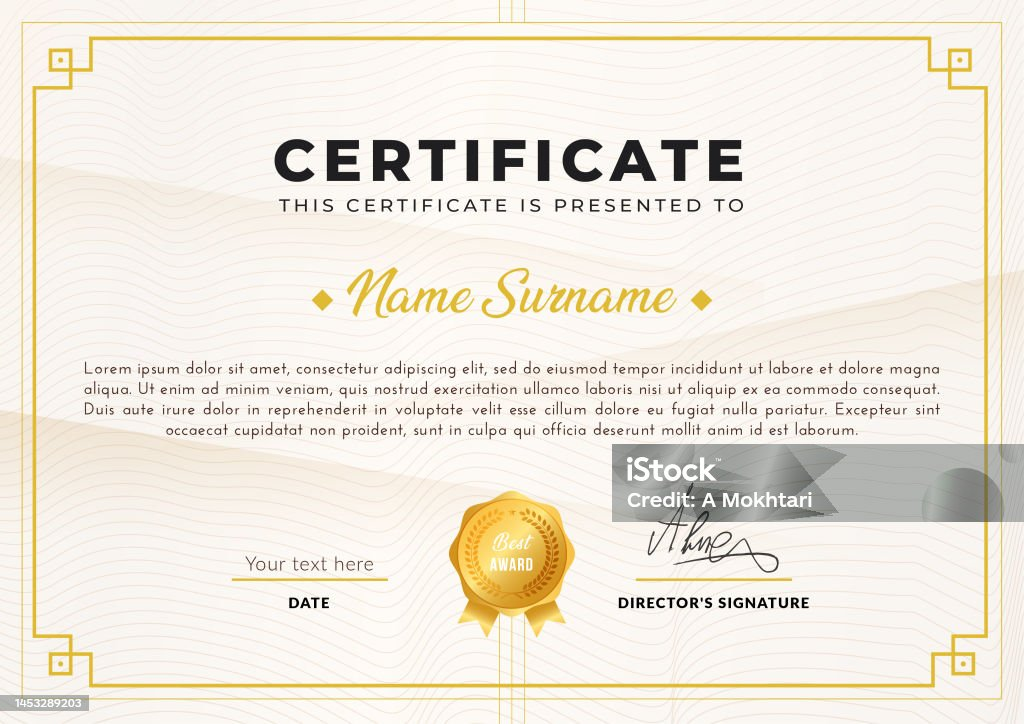 CERTIFICATE
THIS CERTIFICATE IS PRESENTED TO
Name Surname
Lorem ipsum dolor sit amet, consectetur adipiscing elit, sed do eiusmod tempor incididunt ut labore et dolore magna
aliqua. Ut enim ad minim veniam, quis nostrud exercitation ullamco laboris nisi ut aliquip ex ea commodo consequat.
Duis aute irure dolor in reprehenderit in voluptate velit esse cillum dolore eu fugiat nulla pariatur. Excepteur sint
occaecat cupidatat non proident, sunt in culpa qui officia deserunt mollit anim id est laborum.
iStock™
Credit: A Mokhtari
Best
AWARD
Your text here
DATE
DIRECTOR'S SIGNATURE
1453289203